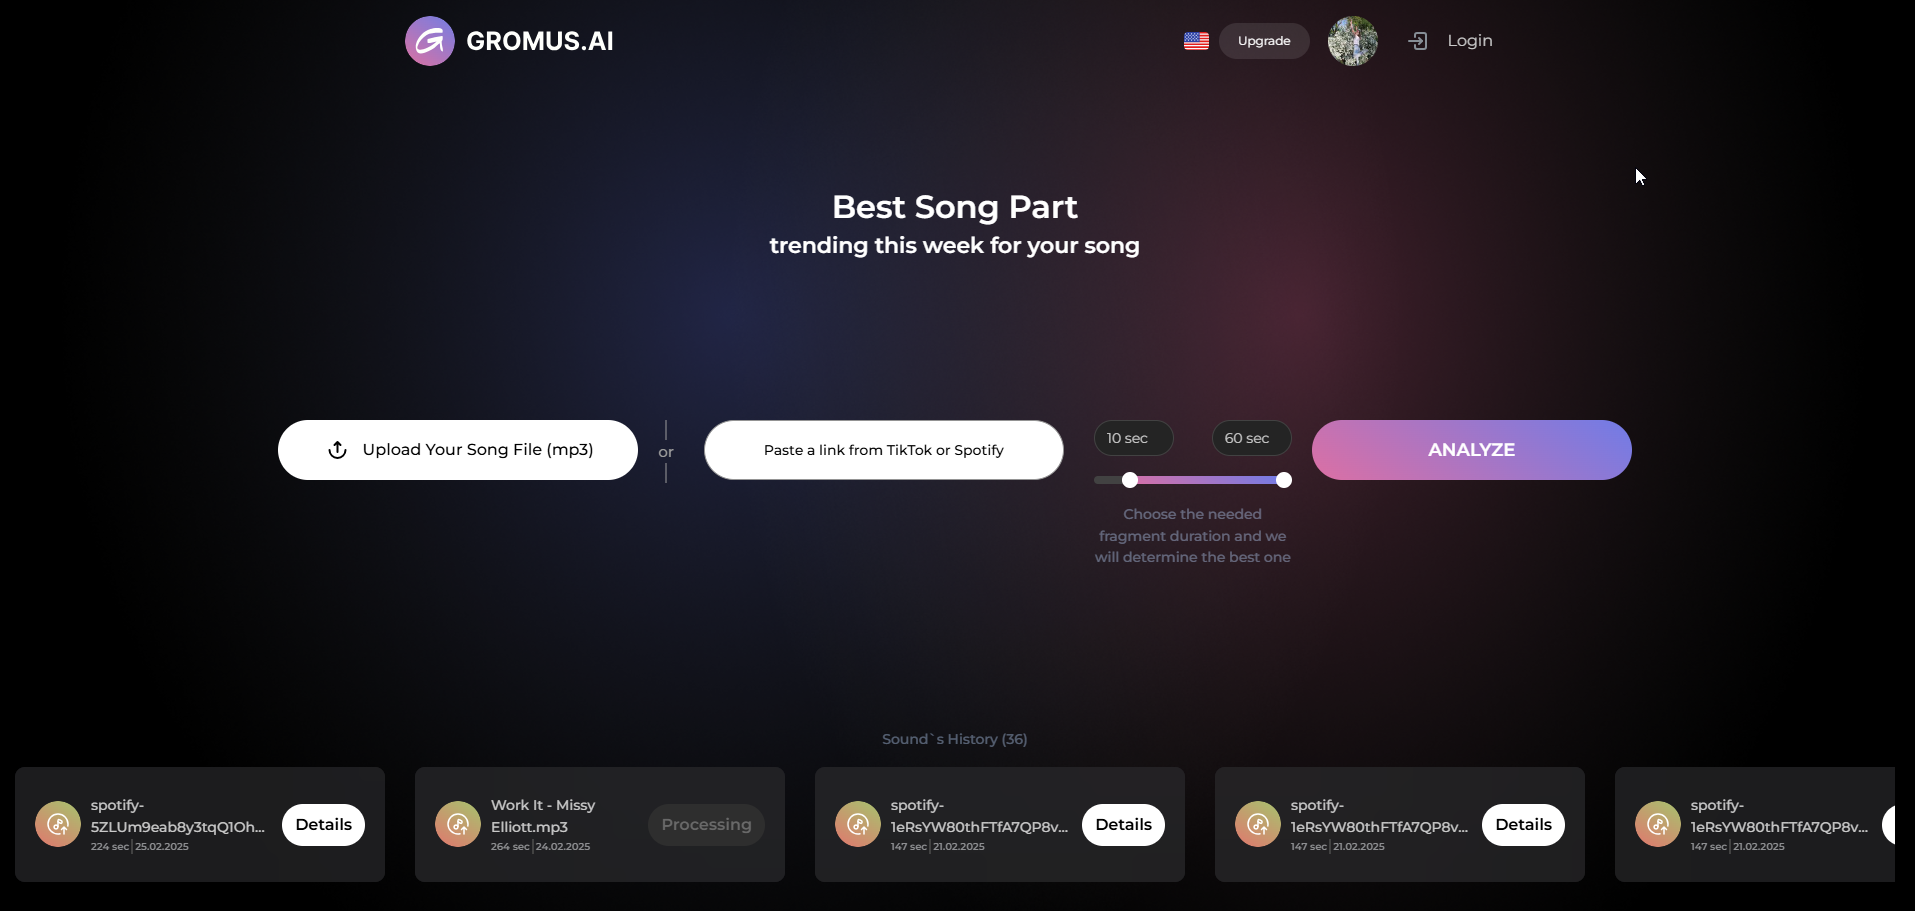 GROMUS.AI
Upgrade
Login
Best Song Part
trending this week for your song
Upload Your Song File (mp3)
or
Paste a link from TikTok or Spotify
10 sec
60 sec
ANALYZE
Choose the needed
fragment duration and we
will determine the best one
Sound`s History (36)
spotify-
5ZLUm9eab8y3tqQ1Oh...
224 sec | 25.02.2025
Details
Work It - Missy
Elliott.mp3
264 sec | 24.02.2025
Processing
spotify-
1eRsYW80thFTfA7QP8v...
147 sec | 21.02.2025
Details
spotify-
1eRsYW80thFTfA7QP8v...
147 sec | 21.02.2025
Details
spotify-
1eRsYW80thFTfA7QP8v...
147 sec | 21.02.2025